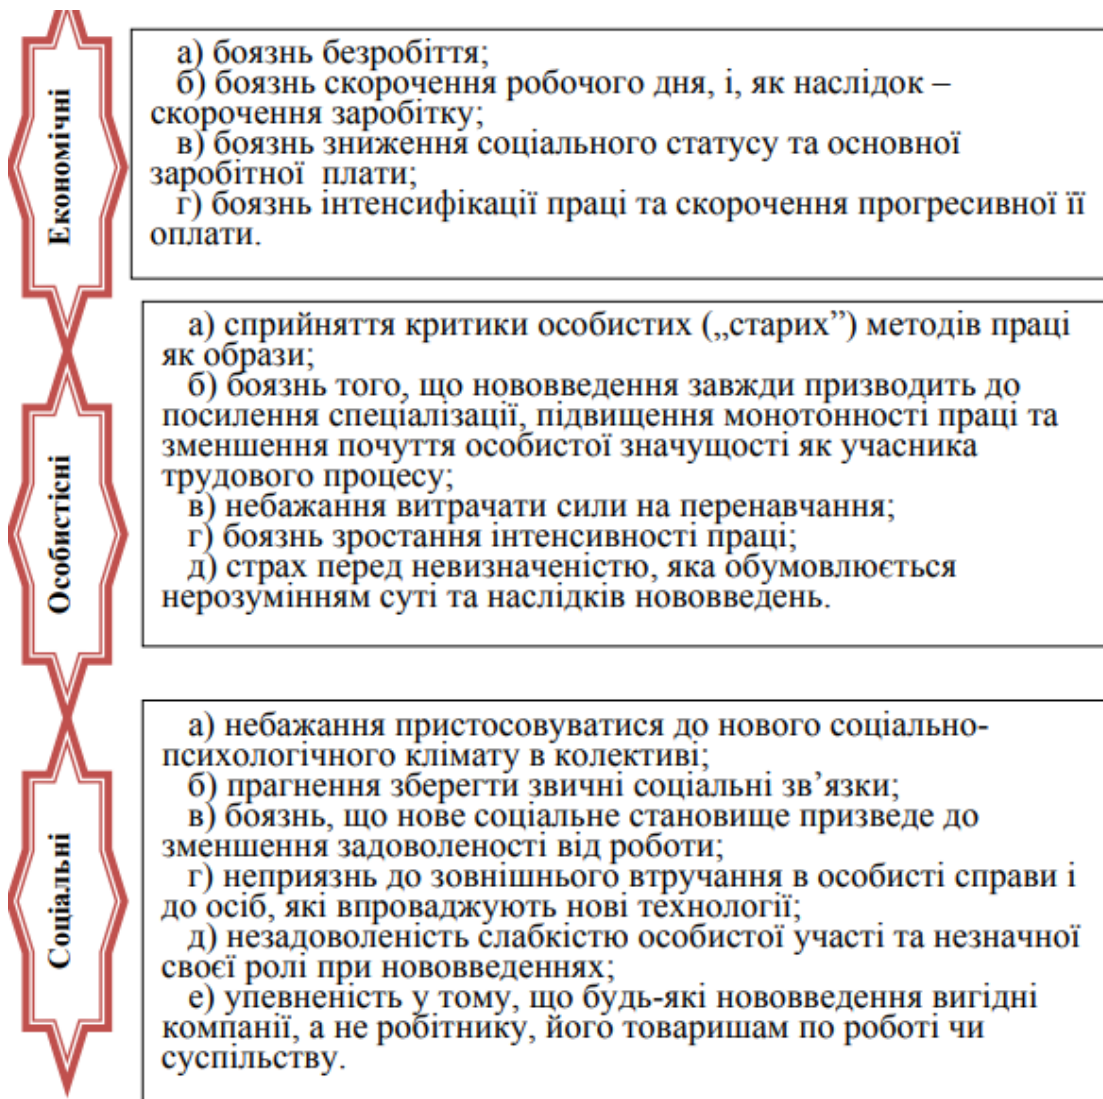 Економічні
а) боязнь безробіття;
б) боязнь скорочення робочого дня, і, як наслідок –
скорочення заробітку;
в) боязнь зниження соціального статусу та основної
заробітної плати;
г) боязнь інтенсифікації праці та скорочення прогресивної її
оплати.
Особистісні
а) сприйняття критики особистих („старих”) методів праці
як образи;
б) боязнь того, що нововведення завжди призводить до
посилення спеціалізації, підвищення монотонності праці та
зменшення почуття особистої значущості як учасника
трудового процесу;
в) небажання витрачати сили на перенавчання;
г) боязнь зростання інтенсивності праці;
д) страх перед невизначеністю, яка обумовлюється
нерозумінням суті та наслідків нововведень.
Соціальні
а) небажання пристосовуватися до нового соціально-
психологічного клімату в колективі;
б) прагнення зберегти звичні соціальні зв’язки;
в) боязнь, що нове соціальне становище призведе до
зменшення задоволеності від роботи;
г) неприязнь до зовнішнього втручання в особисті справи і
до осіб, які впроваджують нові технології;
д) незадоволеність слабкістю особистої участі та незначної
своєї ролі при нововведеннях;
е) упевненість у тому, що будь-які нововведення вигідні
компанії, а не робітнику, його товаришам по роботі чи
суспільству.